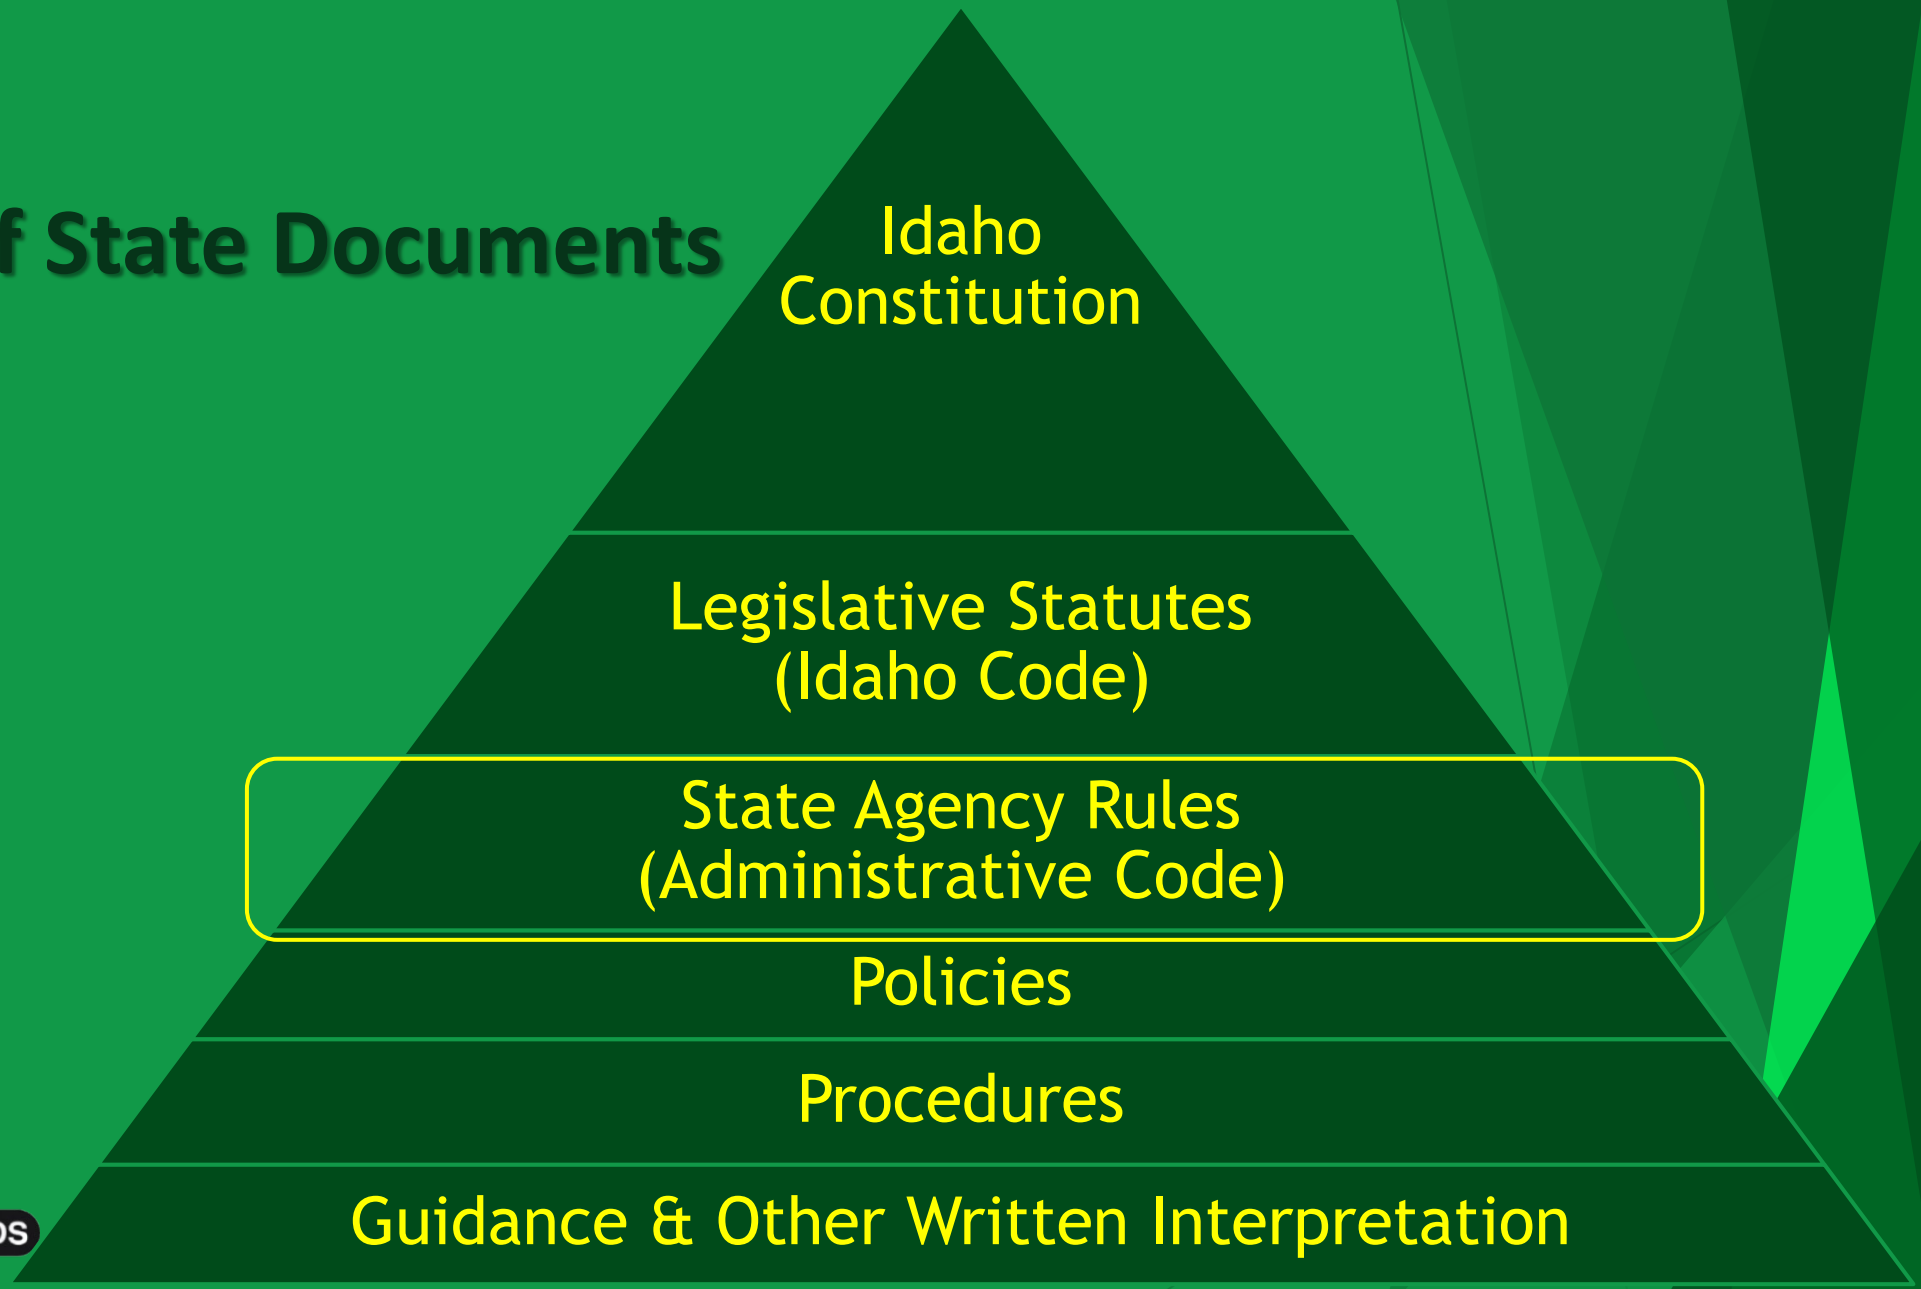 f State Documents
Idaho
Constitution
Legislative Statutes
(Idaho Code)
State Agency Rules
(Administrative Code)
Policies
Procedures
Guidance & Other Written Interpretation